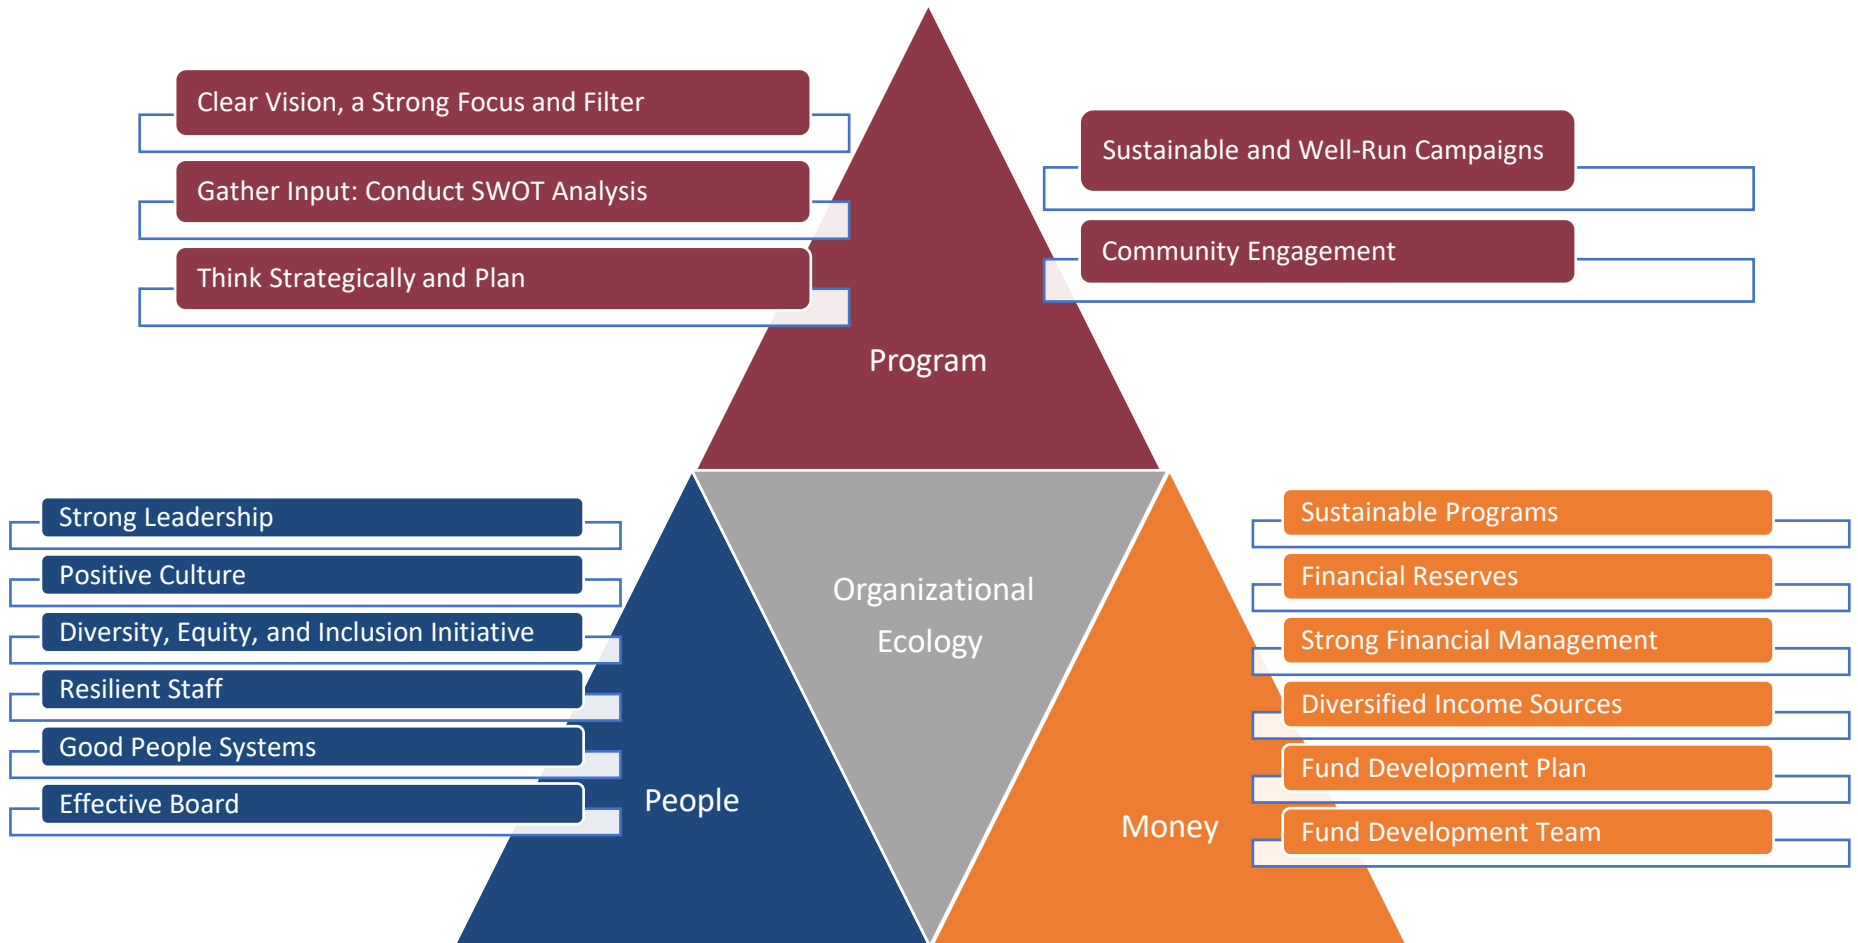 Clear Vision, a Strong Focus and Filter
Gather Input: Conduct SWOT Analysis
Think Strategically and Plan
Sustainable and Well-Run Campaigns
Community Engagement
Program
Strong Leadership
Positive Culture
Diversity, Equity, and Inclusion Initiative
Resilient Staff
Good People Systems
Effective Board
People
Organizational
Ecology
Money
Sustainable Programs
Financial Reserves
Strong Financial Management
Diversified Income Sources
Fund Development Plan
Fund Development Team